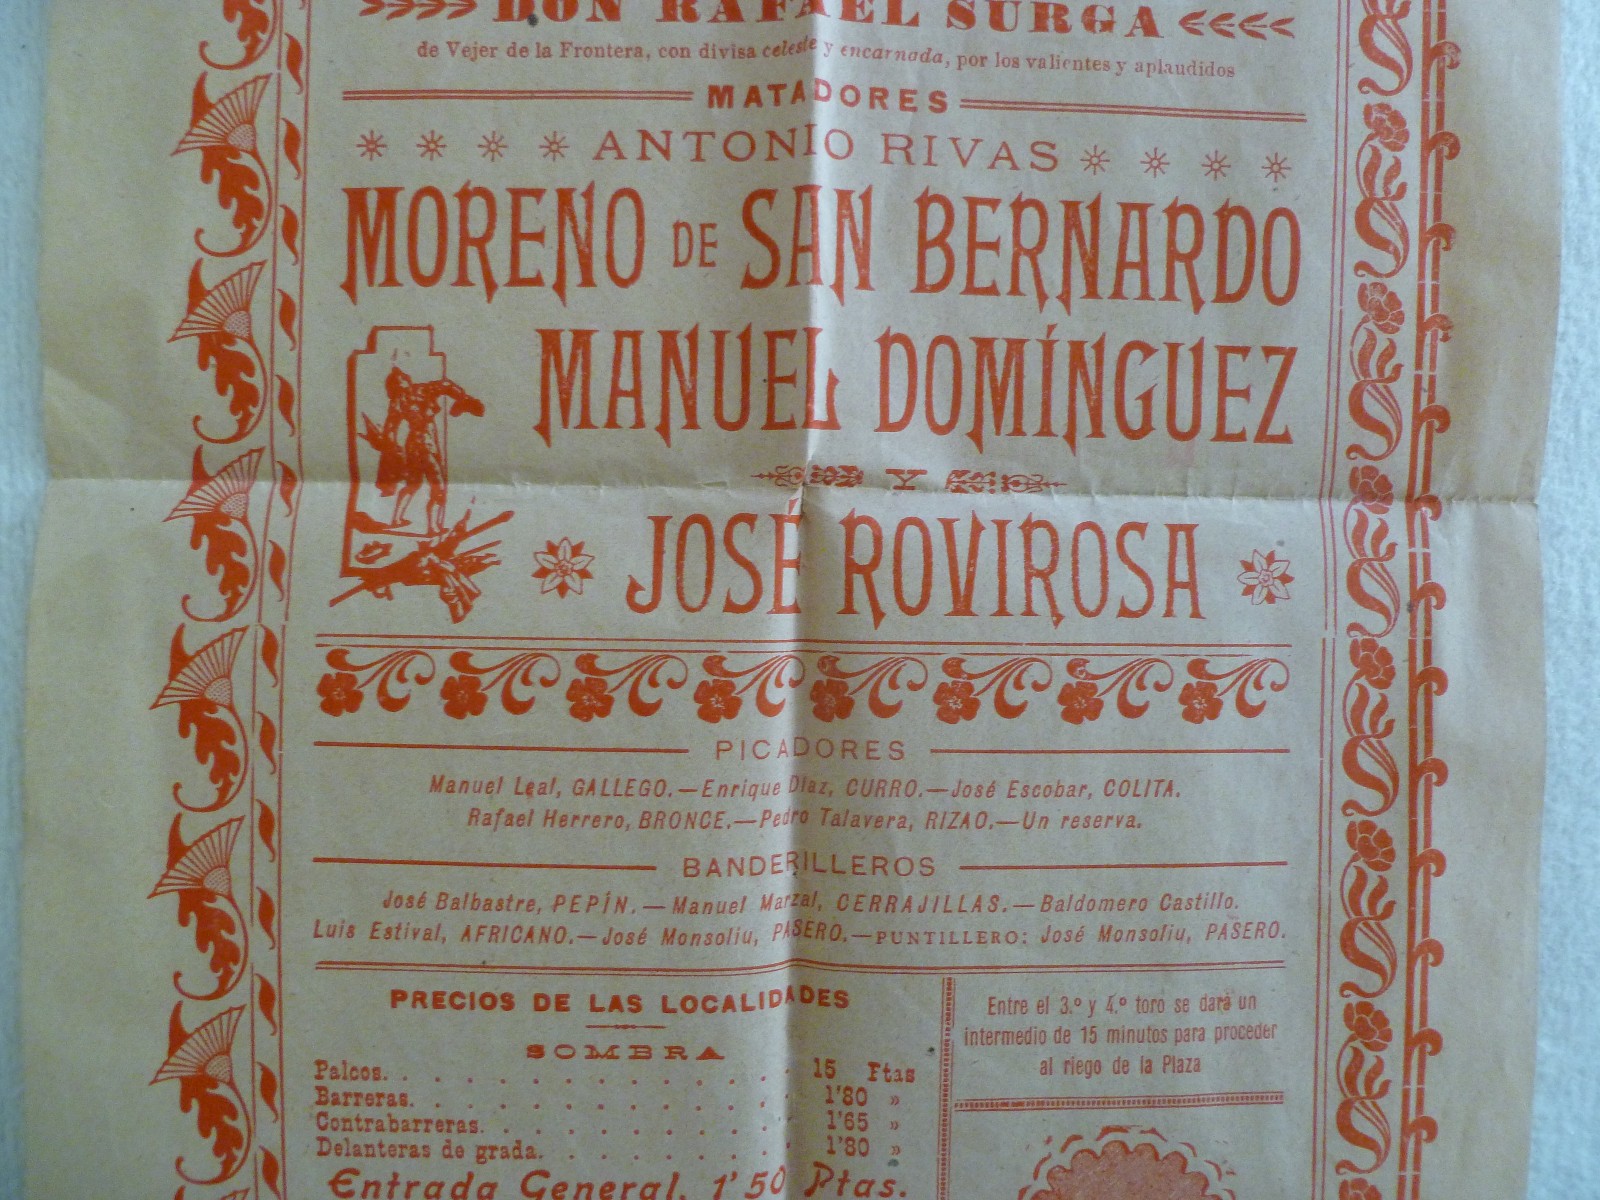 DON RAFAEL SURGA
de Vejer de la Frontera, con divisa celeste y encarnada, por los valientes y aplaudidos
MATADORES
ANTONIO RIVAS
MORENO DE SAN BERNARDO
MANUEL DOMÍNGUEZ
Y
JOSÉ ROVIROSA
PICADORES
Manuel Leal, GALLEGO.—Enrique Díaz, CURRO.—José Escobar, COLITA.
Rafael Herrero, BRONCE.—Pedro Talavera, RIZAO.—Un reserva.
BANDERILLEROS
José Balbastre, PEPÍN.—Manuel Marzal, CERRAJILLAS.—Baldomero Castillo.
Luis Estival, AFRICANO.—José Monsoliu, PASERO.—PUNTILLERO: José Monsoliu, PASERO.
PRECIOS DE LAS LOCALIDADES
SOMBRA
Palcos. . . . . . . . . . . . . . 15 Ptas
Barreras. . . . . . . . . . . . . 1'80 »
Contrabarreras. . . . . . . . . . . 1'65 »
Delanteras de grada. . . . . . . . . 1'80 »
Entrada General, 1'50 Ptas.
Entre el 3.º y 4.º toro se dará un
intermedio de 15 minutos para proceder
al riego de la Plaza